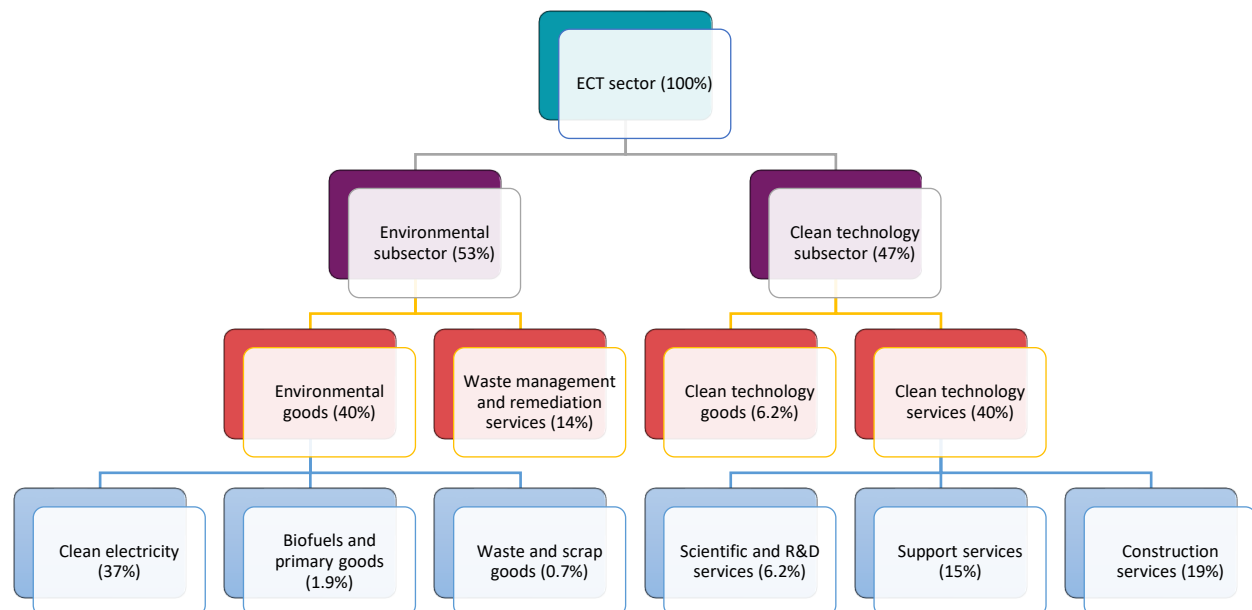 ECT sector (100%)
Environmental
subsector (53%)
Clean technology
subsector (47%)
Environmental
goods (40%)
Waste management
and remediation
services (14%)
Clean technology
goods (6.2%)
Clean technology
services (40%)
Clean electricity
(37%)
Biofuels and
primary goods
(1.9%)
Waste and scrap
goods (0.7%)
Scientific and R&D
services (6.2%)
Support services
(15%)
Construction
services (19%)